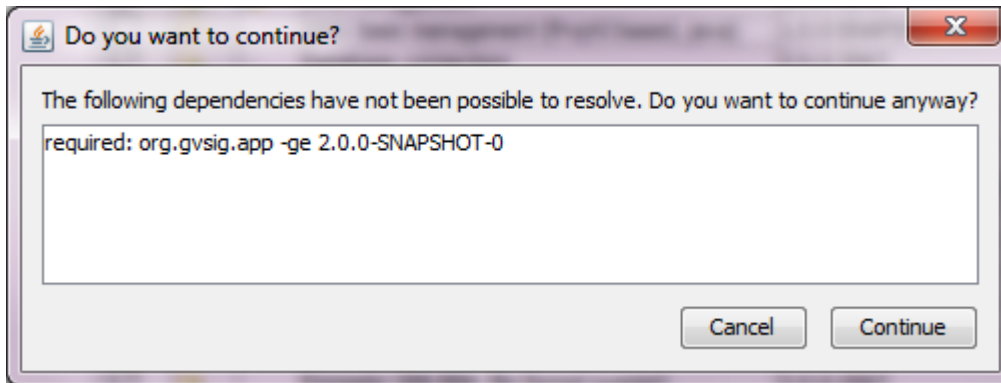 Do you want to continue?
The following dependencies have not been possible to resolve. Do you want to continue anyway?
required: org.gvsig.app -ge 2.0.0-SNAPSHOT-0
Cancel
Continue